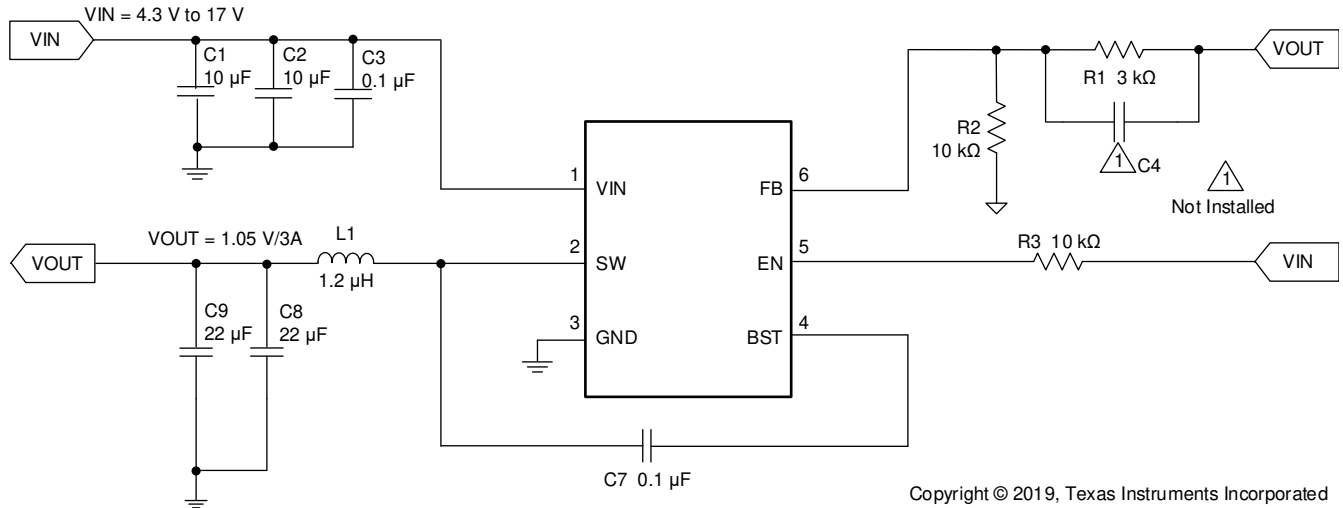 VIN = 4.3 V to 17 V
VIN
C1
10 µF
C2
10 µF
C3
0.1 µF
VOUT
R1 3 kΩ
R2
10 kΩ
1
C4
1
Not Installed
1
VIN
FB
6
VOUT = 1.05 V/3A
L1
VOUT
1.2 µH
2
SW
EN
5
R3 10 kΩ
VIN
C9
22 µF
C8
22 µF
3
GND
BST
4
C7 0.1 µF
Copyright © 2019, Texas Instruments Incorporated